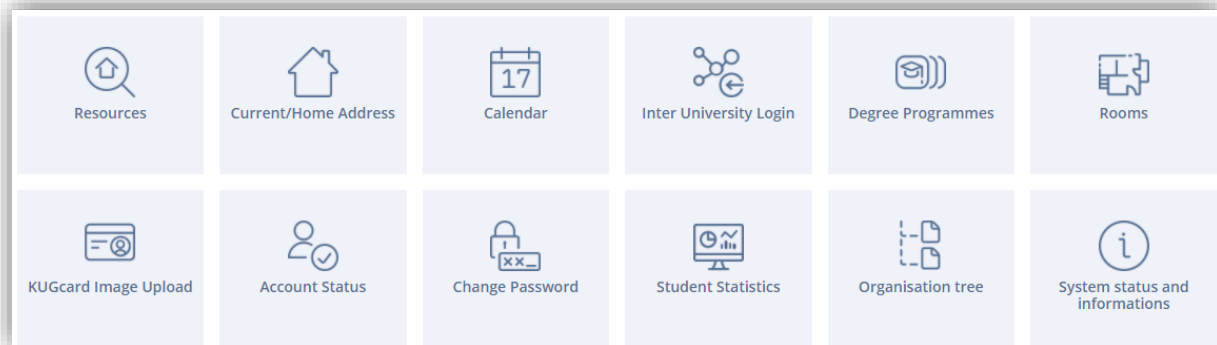 Resources
Current/Home Address
17
Calendar
Inter University Login
Degree Programmes
Rooms
KUGcard Image Upload
Account Status
xx_
Change Password
Student Statistics
Organisation tree
i
System status and
informations